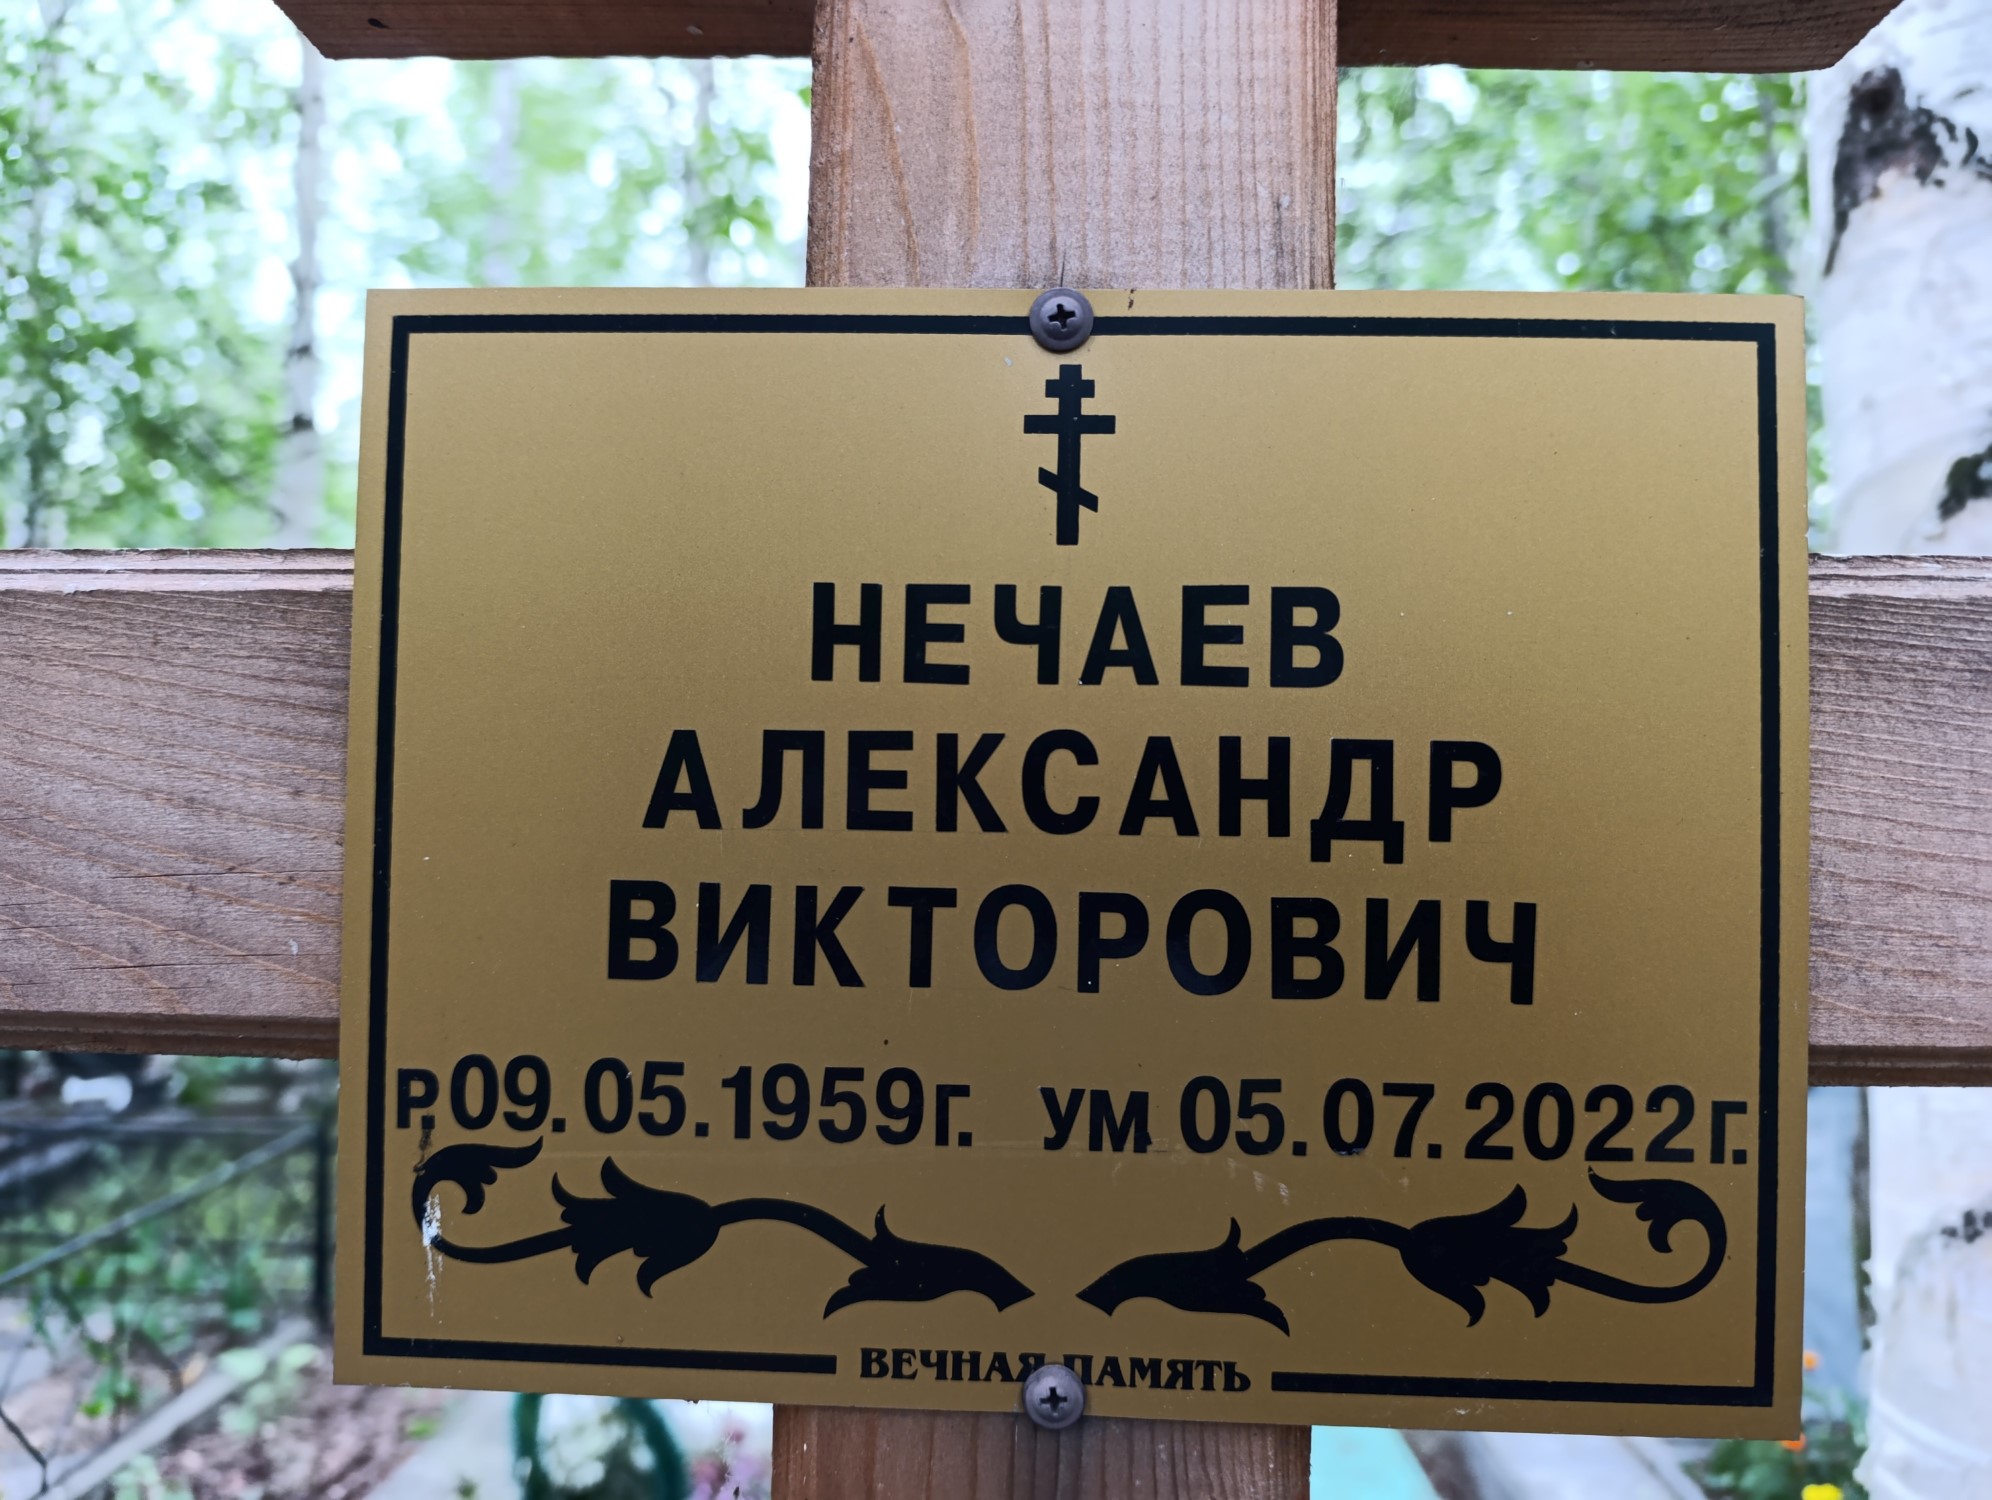 НЕЧАЕВ
АЛЕКСАНДР
ВИКТОРОВИЧ
Р. 09.05.1959г. УМ 05.07.2022г.
ВЕЧНАЯ ПАМЯТЬ